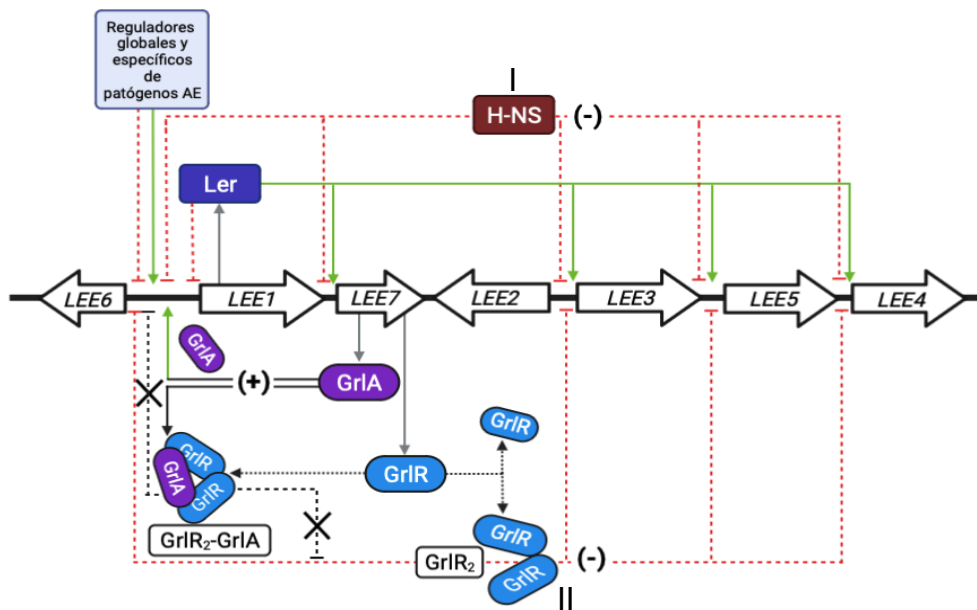 Reguladores
globales y
específicos
de
patógenos AE
I
H-NS
(-)
Ler
LEE6
LEE1
LEE7
LEE2
LEE3
LEE5
LEE4
GrlA
(+)
GrlA
GrlR
GrlR
GrlA
GrlR
GrlR
GrlR
GrlR₂-GrlA
GrlR₂
GrlR
(-)
II